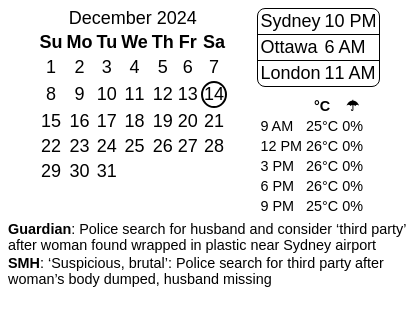 December 2024
Su Mo Tu We Th Fr Sa
1 2 3 4 5 6 7
8 9 10 11 12 13 14
15 16 17 18 19 20 21
22 23 24 25 26 27 28
29 30 31
Sydney 10 PM
Ottawa 6 AM
London 11 AM
°C ☂
9 AM 25°C 0%
12 PM 26°C 0%
3 PM 26°C 0%
6 PM 26°C 0%
9 PM 25°C 0%
Guardian: Police search for husband and consider ‘third party’
after woman found wrapped in plastic near Sydney airport
SMH: ‘Suspicious, brutal’: Police search for third party after
woman’s body dumped, husband missing